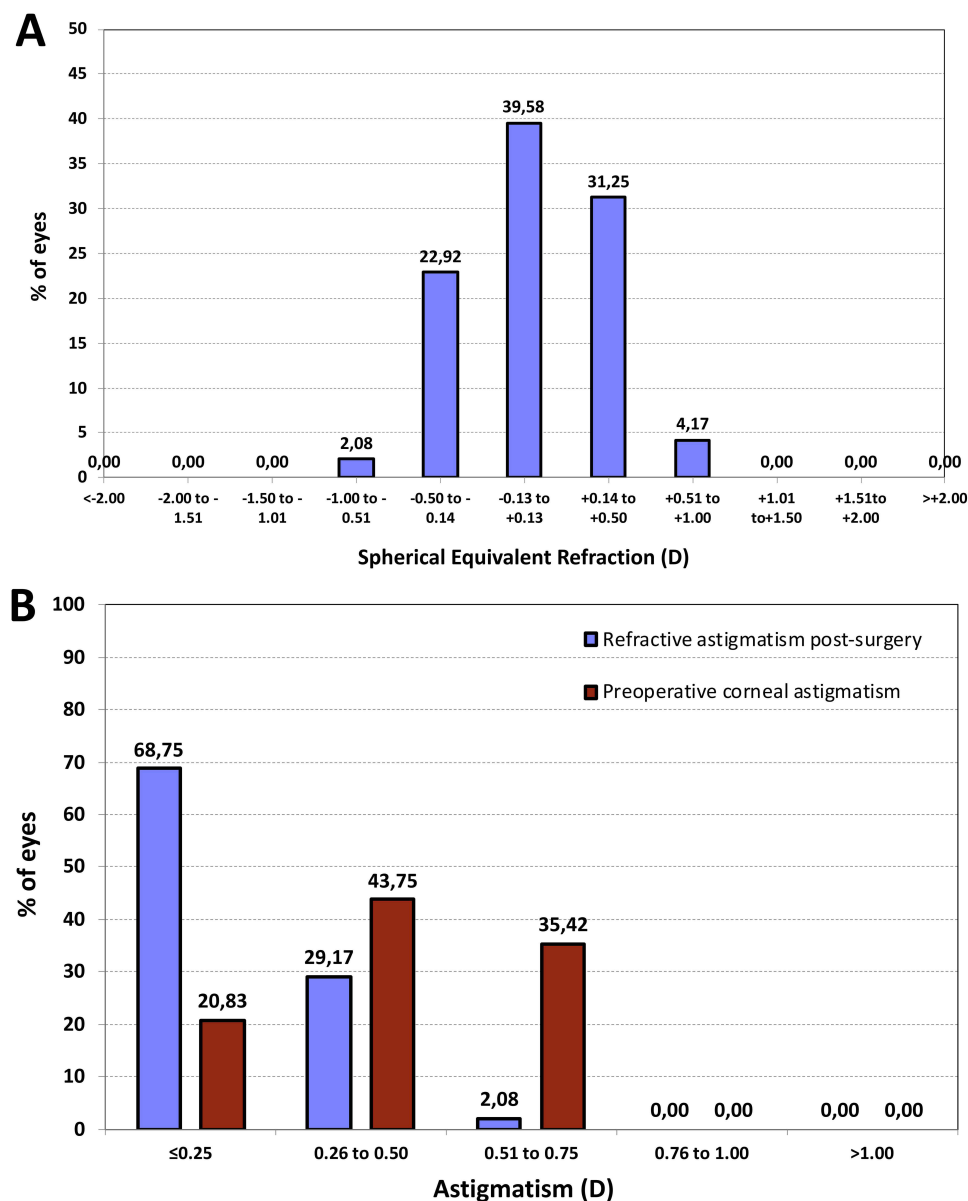 A
50
45
40
35
30
25
20
15
10
5
0
% of eyes
0,00
0,00
0,00
2,08
22,92
39,58
31,25
4,17
0,00
0,00
0,00
<-2.00
-2.00 to -
1.51
-1.50 to -
1.01
-1.00 to -
0.51
-0.50 to -
0.14
-0.13 to
+0.13
+0.14 to
+0.50
+0.51 to
+1.00
+1.01
to+1.50
+1.51to
+2.00
>+2.00
Spherical Equivalent Refraction (D)
B
100
90
80
70
60
50
40
30
20
10
0
% of eyes
Refractive astigmatism post-surgery
Preoperative corneal astigmatism
68,75
20,83
29,17
43,75
2,08
35,42
0,00
0,00
0,00
0,00
≤0.25
0.26 to 0.50
0.51 to 0.75
0.76 to 1.00
>1.00
Astigmatism (D)